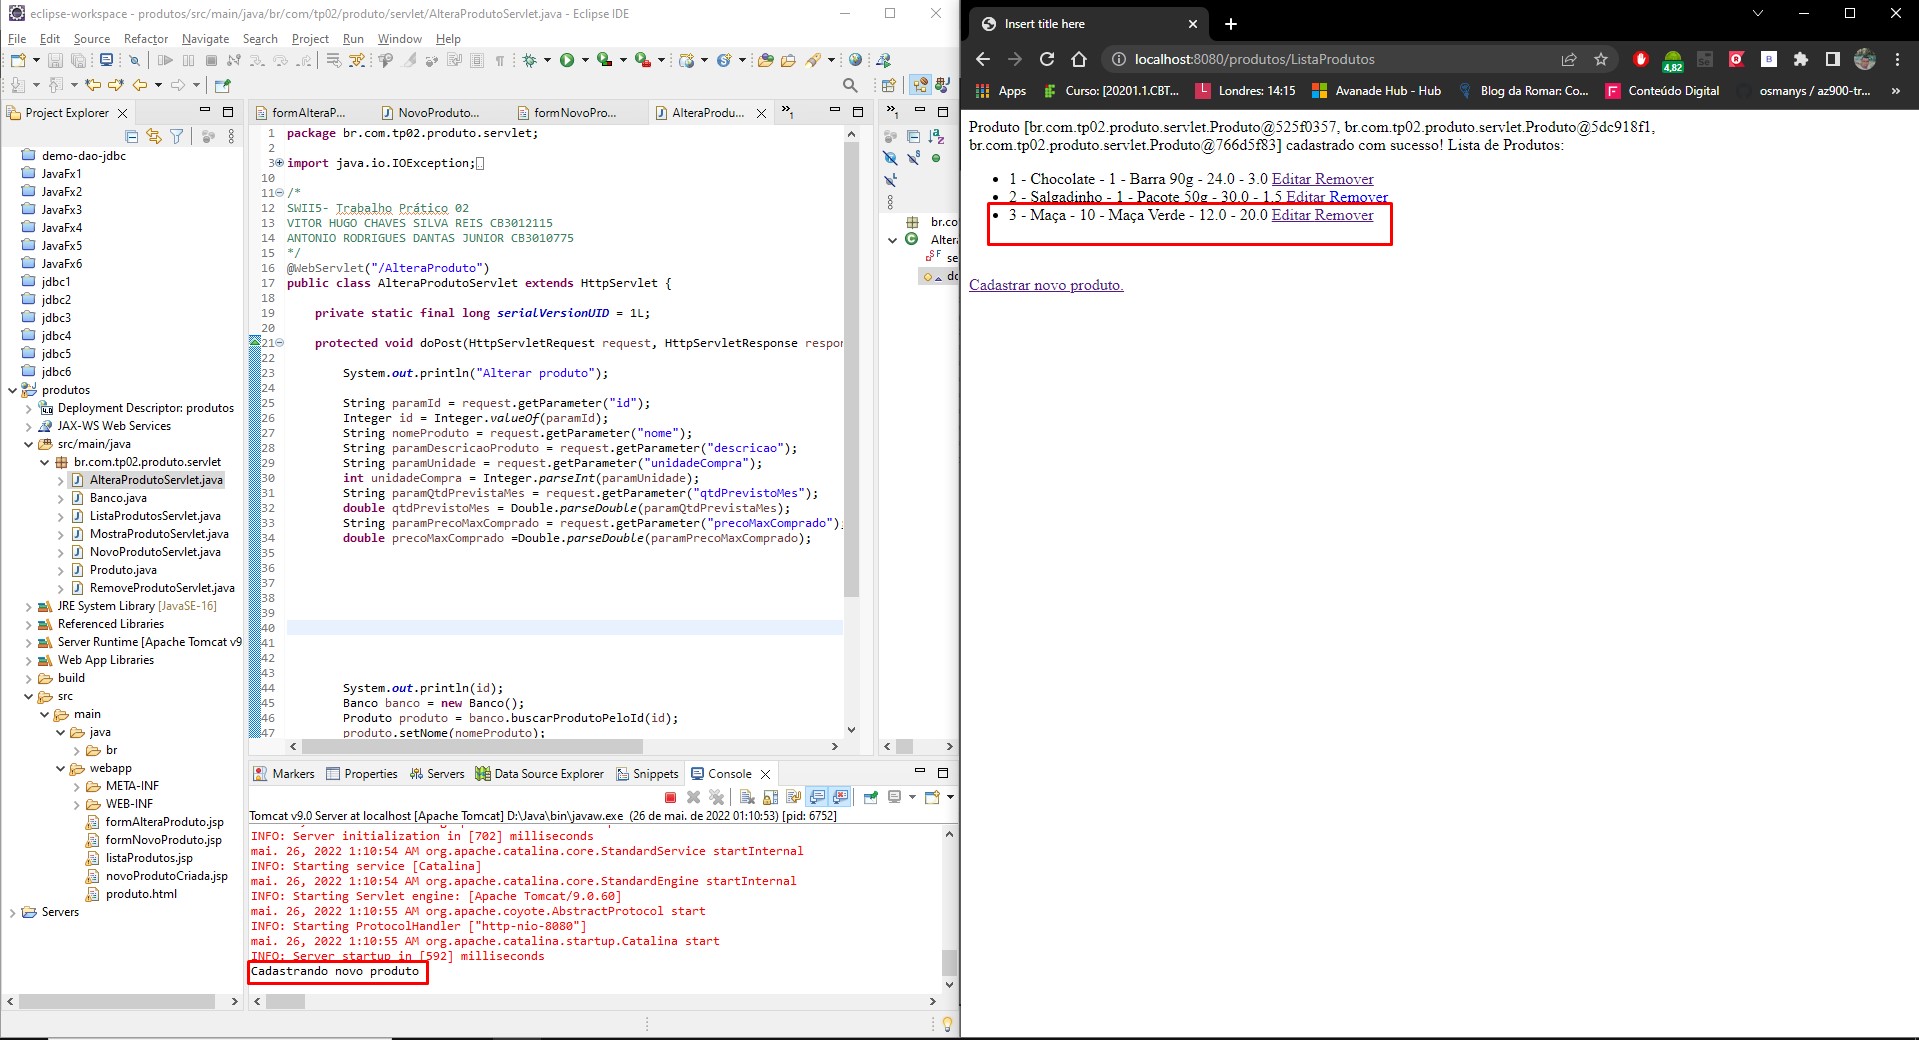 eclipse-workspace - produtos/src/main/java/br/com/tp02/produto/servlet/AlteraProdutoServlet.java - Eclipse IDE
File Edit Source Refactor Navigate Search Project Run Window Help
Project Explorer
demo-dao-jdbc
JavaFx1
JavaFx2
JavaFx3
JavaFx4
JavaFx5
JavaFx6
jdbc1
jdbc2
jdbc3
jdbc4
jdbc5
jdbc6
produtos
Deployment Descriptor: produtos
JAX-WS Web Services
src/main/java
br.com.tp02.produto.servlet
AlteraProdutoServlet.java
Banco.java
ListaProdutosServlet.java
MostraProdutoServlet.java
NovoProdutoServlet.java
Produto.java
RemoveProdutoServlet.java
JRE System Library [JavaSE-16]
Referenced Libraries
Server Runtime [Apache Tomcat v9
Web App Libraries
build
src
main
java
br
webapp
META-INF
WEB-INF
formAlteraProduto.jsp
formNovoProduto.jsp
listaProdutos.jsp
novoProdutoCriada.jsp
produto.html
Servers
formAlteraP... NovoProduto... formNovoPro... AlteraProdu... »1
1 package br.com.tp02.produto.servlet;
2
3 import java.io.IOException;
10
11 /*
12 SWII5- Trabalho Prático 02
13 VITOR HUGO CHAVES SILVA REIS CB3012115
14 ANTONIO RODRIGUES DANTAS JUNIOR CB3010775
15 */
16 @WebServlet("/AlteraProduto")
17 public class AlteraProdutoServlet extends HttpServlet {
18
19 private static final long serialVersionUID = 1L;
20
21 protected void doPost(HttpServletRequest request, HttpServletResponse respor
22
23 System.out.println("Alterar produto");
24
25 String paramId = request.getParameter("id");
26 Integer id = Integer.valueOf(paramId);
27 String nomeProduto = request.getParameter("nome");
28 String paramDescricaoProduto = request.getParameter("descricao");
29 String paramUnidade = request.getParameter("unidadeCompra");
30 int unidadeCompra = Integer.parseInt(paramUnidade);
31 String paramQtdPrevistaMes = request.getParameter("qtdPrevistoMes");
32 double qtdPrevistoMes = Double.parseDouble(paramQtdPrevistaMes);
33 String paramPrecoMaxComprado = request.getParameter("precoMaxComprado");
34 double precoMaxComprado =Double.parseDouble(paramPrecoMaxComprado);
35
36
37
38
39
40
41
42
43
44 System.out.println(id);
45 Banco banco = new Banco();
46 Produto produto = banco.buscarProdutoPeloId(id);
47 produto.setNome(nomeProduto);
»1
br.co
Alter
se
do
Markers Properties Servers Data Source Explorer Snippets Console
Tomcat v9.0 Server at localhost [Apache Tomcat] D:\Java\bin\javaw.exe (26 de mai. de 2022 01:10:53) [pid: 6752]
INFO: Server initialization in [702] milliseconds
mai. 26, 2022 1:10:54 AM org.apache.catalina.core.StandardService startInternal
INFO: Starting service [Catalina]
mai. 26, 2022 1:10:54 AM org.apache.catalina.core.StandardEngine startInternal
INFO: Starting Servlet engine: [Apache Tomcat/9.0.60]
mai. 26, 2022 1:10:55 AM org.apache.coyote.AbstractProtocol start
INFO: Starting ProtocolHandler ["http-nio-8080"]
mai. 26, 2022 1:10:55 AM org.apache.catalina.startup.Catalina start
INFO: Server startup in [592] milliseconds
Cadastrando novo produto
Insert title here
localhost:8080/produtos/ListaProdutos
4,82
Apps Curso: [20201.1.CBT... Londres: 14:15 Avanade Hub - Hub Blog da Romar: Co... Conteúdo Digital osmanys / az900-tr... »
Produto [br.com.tp02.produto.servlet.Produto@525f0357, br.com.tp02.produto.servlet.Produto@5dc918f1,
br.com.tp02.produto.servlet.Produto@766d5f83] cadastrado com sucesso! Lista de Produtos:
1 - Chocolate - 1 - Barra 90g - 24.0 - 3.0 Editar Remover
2 - Salgadinho - 1 - Pacote 50g - 30.0 - 1.5 Editar Remover
3 - Maça - 10 - Maça Verde - 12.0 - 20.0 Editar Remover
Cadastrar novo produto.